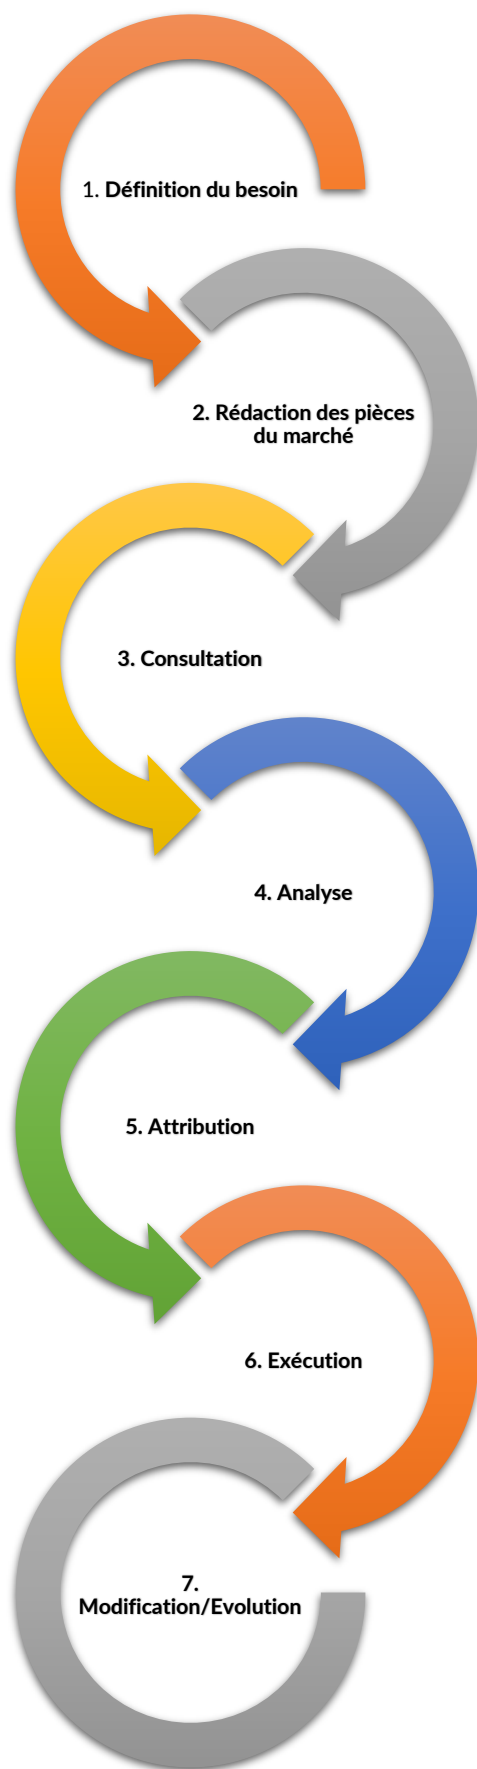 1. Définition du besoin
2. Rédaction des pièces
du marché
3. Consultation
4. Analyse
5. Attribution
6. Exécution
7.
Modification/Evolution